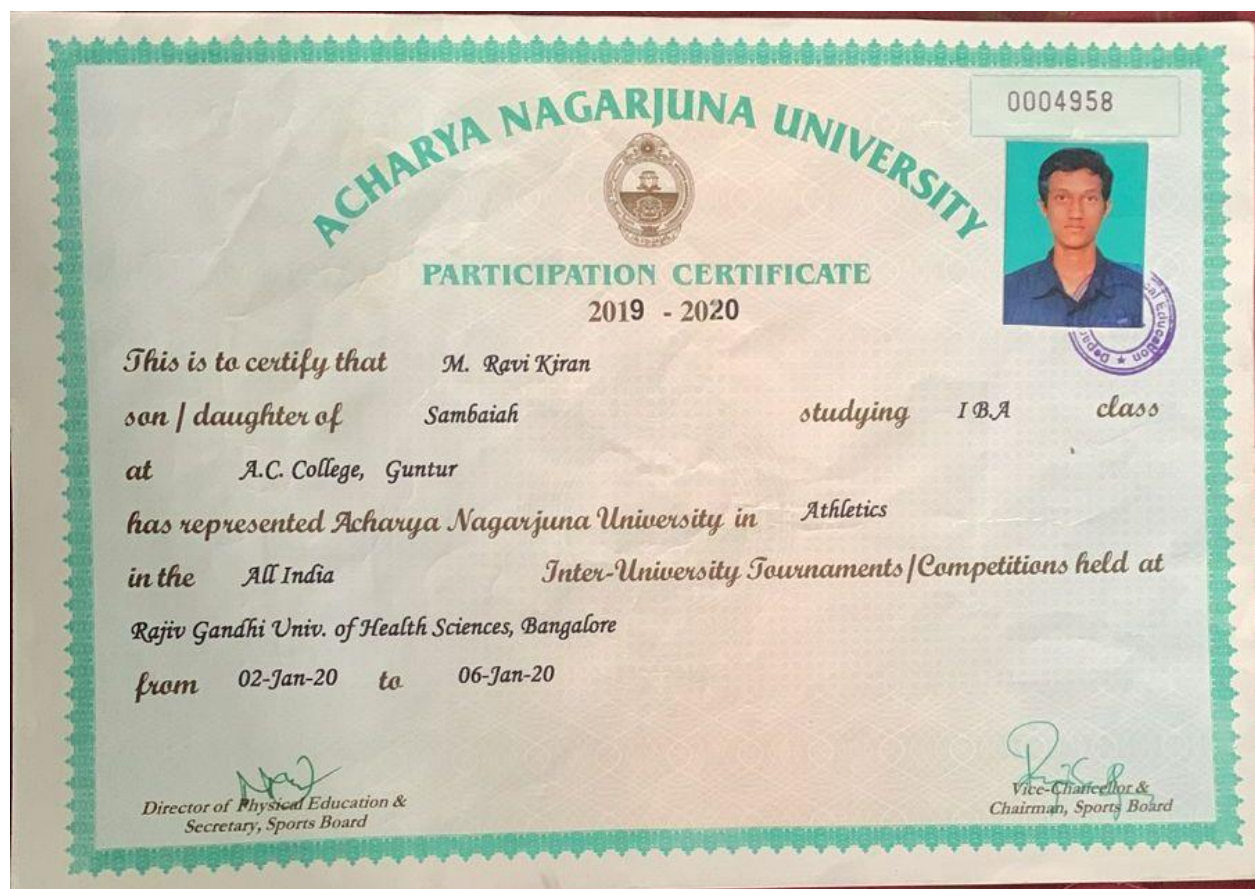 0004958
ACHARYA NAGARJUNA UNIVERSITY
PARTICIPATION CERTIFICATE
2019 - 2020
This is to certify that M. Ravi Kiran
son / daughter of Sambaiah studying I B.A class
at A.C. College, Guntur
has represented Acharya Nagarjuna University in Athletics
in the All India Inter-University Tournaments/Competitions held at
Rajiv Gandhi Univ. of Health Sciences, Bangalore
from 02-Jan-20 to 06-Jan-20
Director of Physical Education &
Secretary, Sports Board
Vice-Chancellor &
Chairman, Sports Board